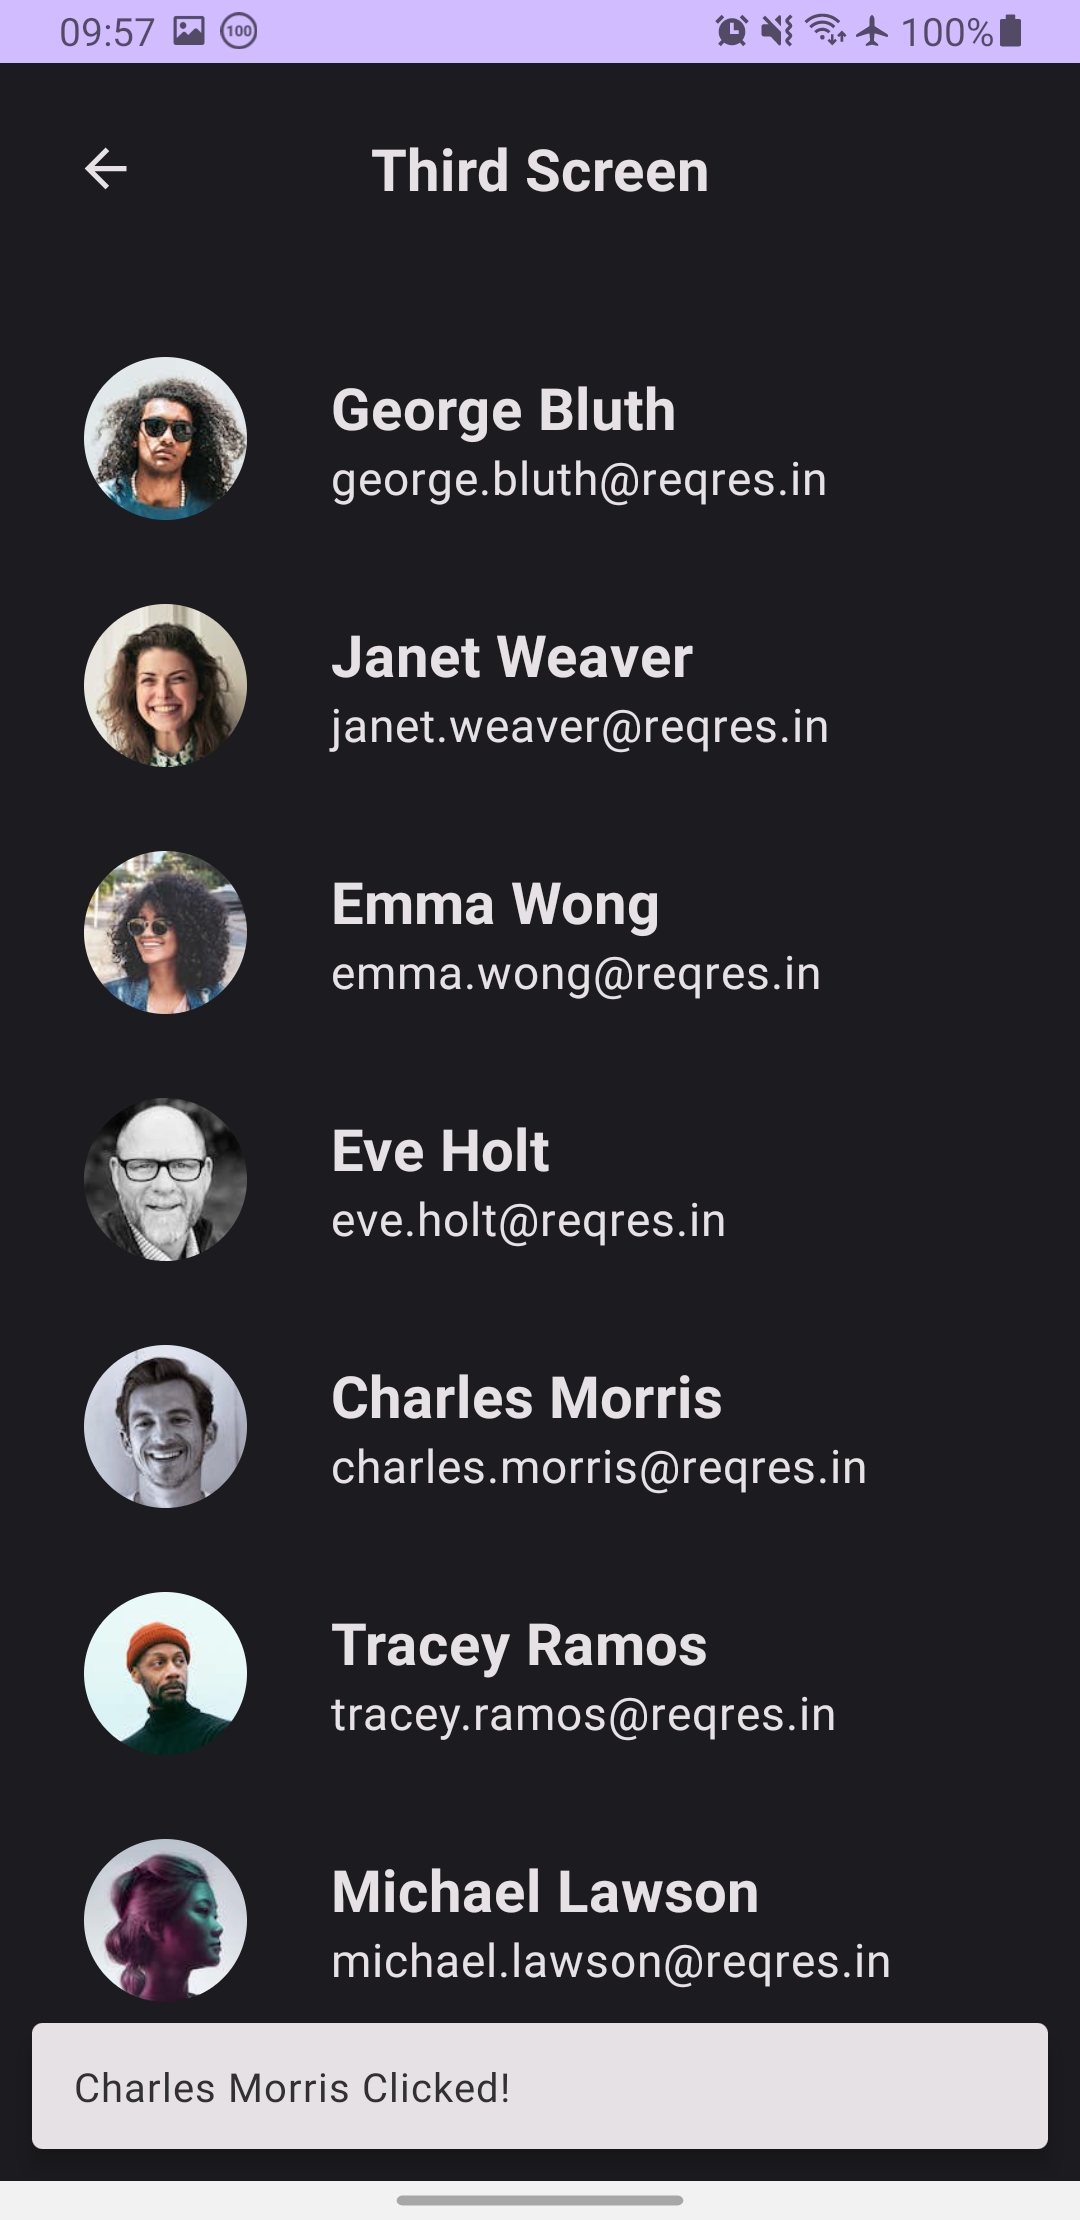 09:57 100 100%
Third Screen
George Bluth
george.bluth@reqres.in
Janet Weaver
janet.weaver@reqres.in
Emma Wong
emma.wong@reqres.in
Eve Holt
eve.holt@reqres.in
Charles Morris
charles.morris@reqres.in
Tracey Ramos
tracey.ramos@reqres.in
Michael Lawson
michael.lawson@reqres.in
Charles Morris Clicked!